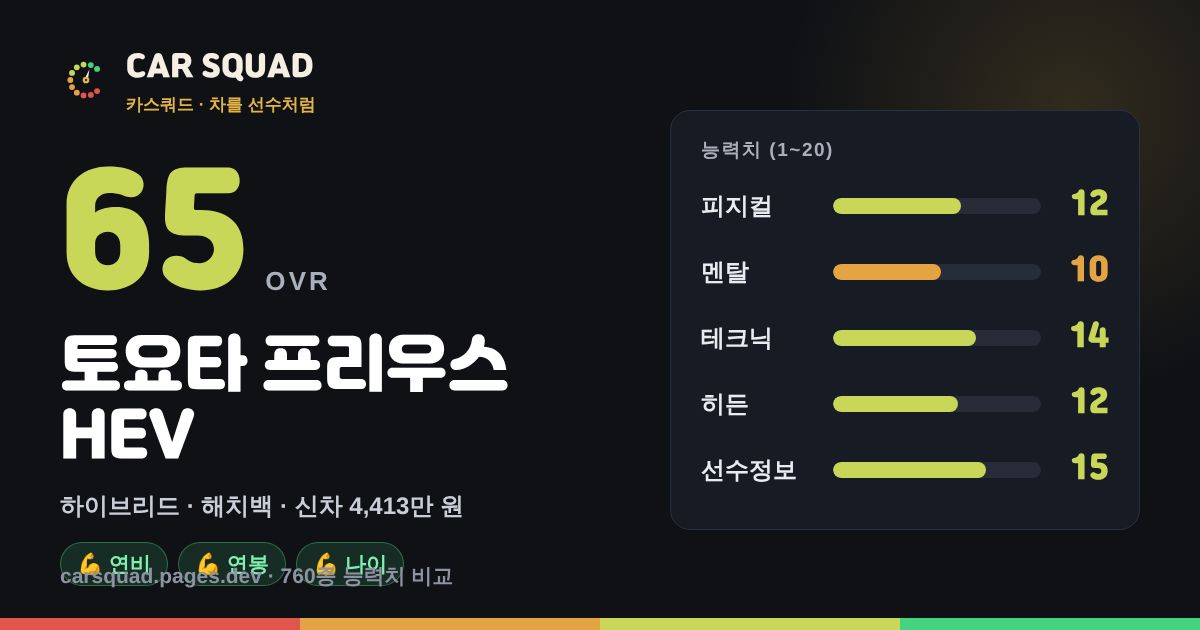 CAR SQUAD
카스쿼드 · 차를 선수처럼
65 OVR
토요타 프리우스
HEV
하이브리드 · 해치백 · 신차 4,413만 원
💪 연비 💪 연봉 💪 나이
carsquad.pages.dev · 760종 능력치 비교
능력치 (1~20)
피지컬 12
멘탈 10
테크닉 14
히든 12
선수정보 15